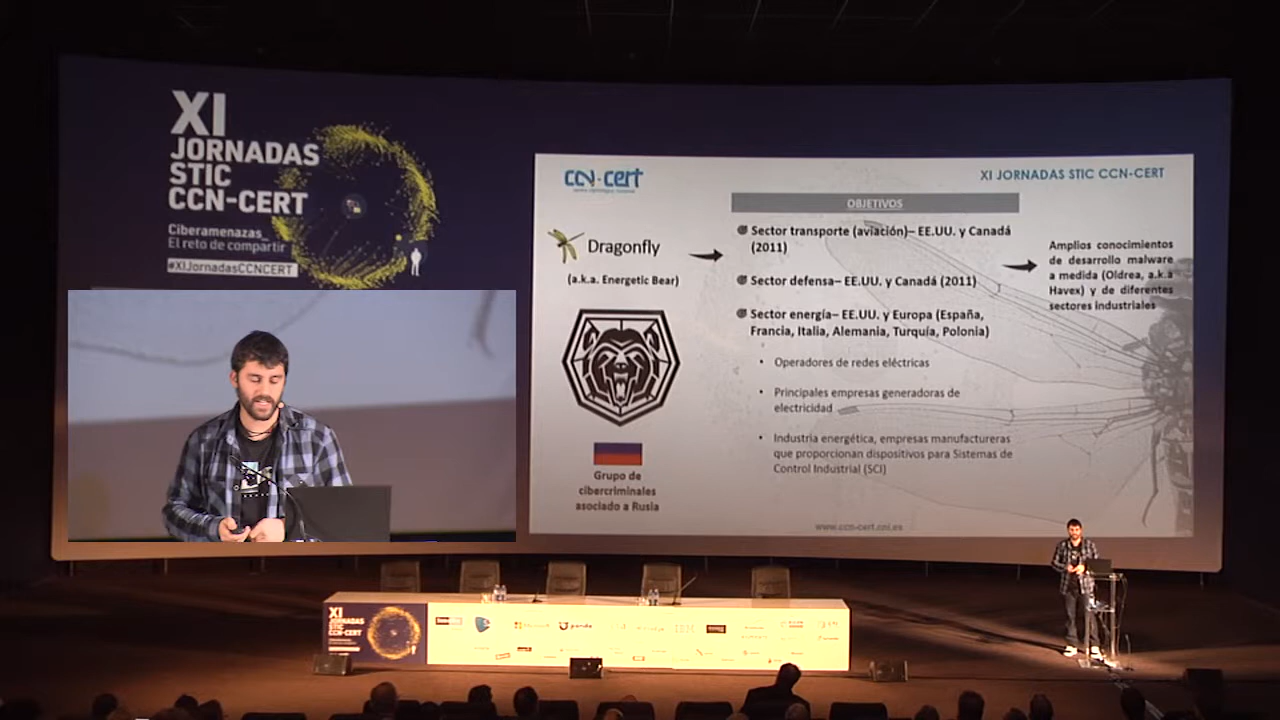 XI
JORNADAS
STIC
CCN-CERT
Ciberamenazas_
El reto de compartir
#XIJornadasCCNCERT
ccn-cert
XI JORNADAS STIC CCN-CERT
OBJETIVOS
Dragonfly
(a.k.a. Energetic Bear)
Grupo de
cibercriminales
asociado a Rusia
Sector transporte (aviación)– EE.UU. y Canadá
(2011)
Sector defensa– EE.UU. y Canadá (2011)
Sector energía– EE.UU. y Europa (España,
Francia, Italia, Alemania, Turquía, Polonia)
• Operadores de redes eléctricas
• Principales empresas generadoras de
electricidad
• Industria energética, empresas manufactureras
que proporcionan dispositivos para Sistemas de
Control Industrial (SCI)
Amplios conocimientos
de desarrollo malware
a medida (Oldrea, a.k.a
Havex) y de diferentes
sectores industriales
www.ccn-cert.cni.es
XI
JORNADAS
STIC
CCN-CERT
Microsoft
panda
IBM